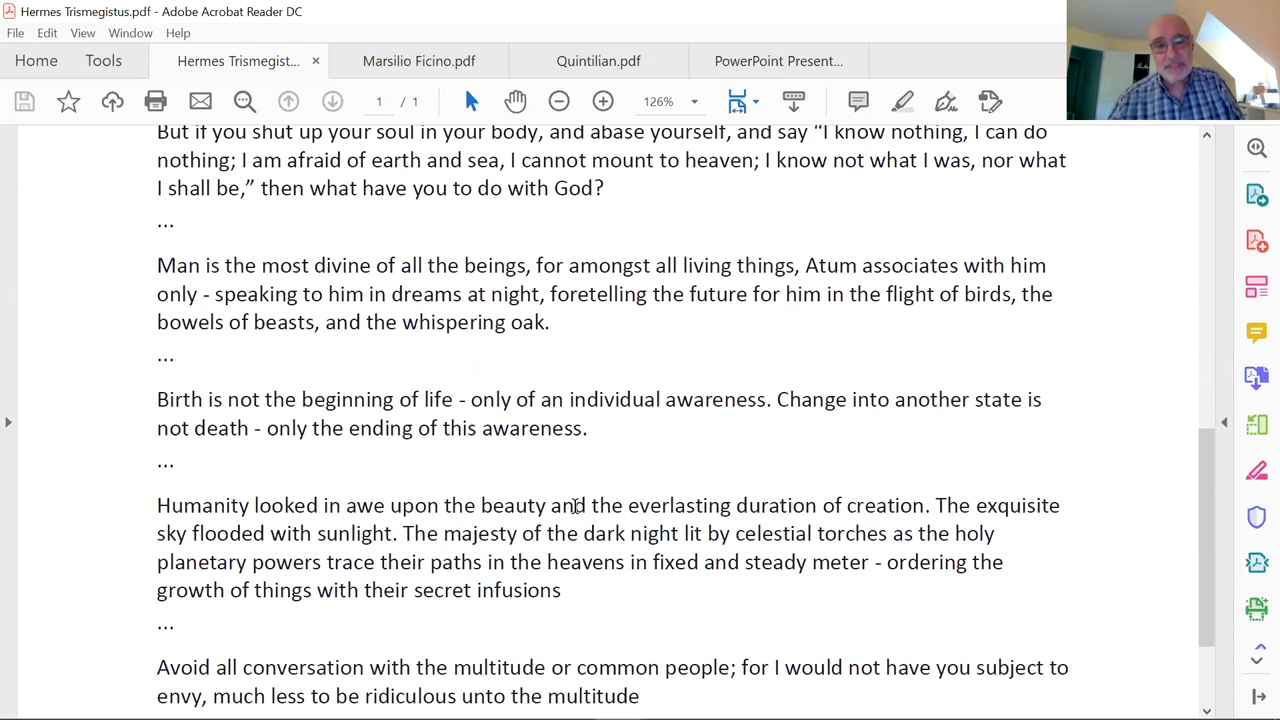 Hermes Trismegistus.pdf - Adobe Acrobat Reader DC
File Edit View Window Help
Home Tools Hermes Trismegist... × Marsilio Ficino.pdf Quintilian.pdf PowerPoint Present...
1 / 1 126%
But if you shut up your soul in your body, and abase yourself, and say “I know nothing, I can do
nothing; I am afraid of earth and sea, I cannot mount to heaven; I know not what I was, nor what
I shall be,” then what have you to do with God?
...
Man is the most divine of all the beings, for amongst all living things, Atum associates with him
only - speaking to him in dreams at night, foretelling the future for him in the flight of birds, the
bowels of beasts, and the whispering oak.
...
Birth is not the beginning of life - only of an individual awareness. Change into another state is
not death - only the ending of this awareness.
...
Humanity looked in awe upon the beauty and the everlasting duration of creation. The exquisite
sky flooded with sunlight. The majesty of the dark night lit by celestial torches as the holy
planetary powers trace their paths in the heavens in fixed and steady meter - ordering the
growth of things with their secret infusions
...
Avoid all conversation with the multitude or common people; for I would not have you subject to
envy, much less to be ridiculous unto the multitude